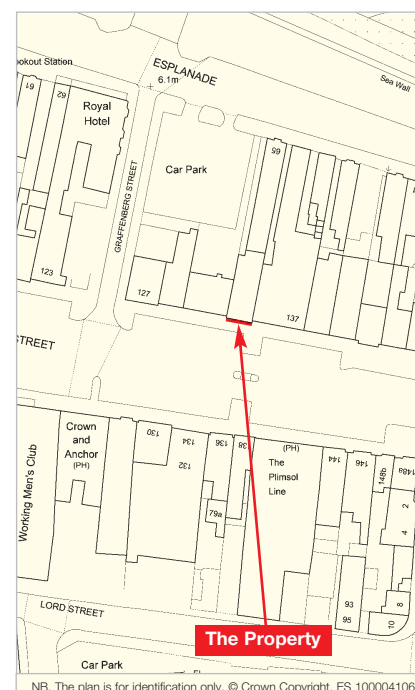 ookout Station
ESPLANADE
6.1m
Sea Wall
61
62
Royal
Hotel
65
Car Park
GRAFFENBERG STREET
123
127
137
STREET
Crown
and
Anchor
(PH)
Working Men's Club
130
134
132
136
138
79a
(PH)
The
Plimsol
Line
144
146
148b
148a
2
4
93
95
8
10
LORD STREET
The Property
Car Park
NB. The plan is for identification only. © Crown Copyright, ES 100004106